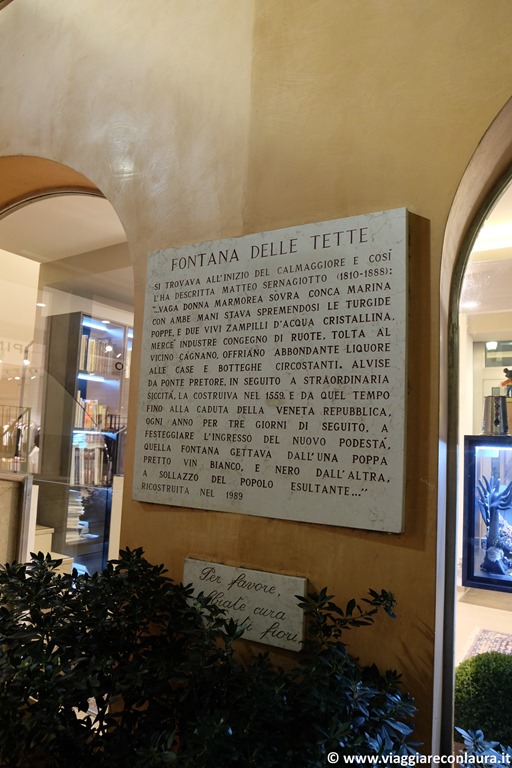 FONTANA DELLE TETTE
SI TROVAVA ALL'INIZIO DEL CALMAGGIORE E COSÌ
L'HA DESCRITTA MATTEO SERNAGIOTTO (1810-1888):
"..VAGA DONNA MARMOREA SOVRA CONCA MARINA
CON AMBE MANI STAVA SPREMENDOSI LE TURGIDE
POPPE, E DUE VIVI ZAMPILLI D'ACQUA CRISTALLINA,
MERCÈ INDUSTRE CONGEGNO DI RUOTE, TOLTA AL
VICINO CAGNANO, OFFRIANO ABBONDANTE LIQUORE
ALLE CASE E BOTTEGHE CIRCOSTANTI. ALVISE
DA PONTE PRETORE, IN SEGUITO A STRAORDINARIA
SICCITÀ, LA COSTRUIVA NEL 1559. E DA QUEL TEMPO
FINO ALLA CADUTA DELLA VENETA REPUBBLICA,
OGNI ANNO PER TRE GIORNI DI SEGUITO, A
FESTEGGIARE L'INGRESSO DEL NUOVO PODESTÀ,
QUELLA FONTANA GETTAVA DALL'UNA POPPA
PRETTO VIN BIANCO, E NERO DALL'ALTRA,
A SOLLAZZO DEL POPOLO ESULTANTE..."
RICOSTRUITA NEL 1989
Per favore,
abbiate cura
fiori...
© www.viaggiareconlaura.it